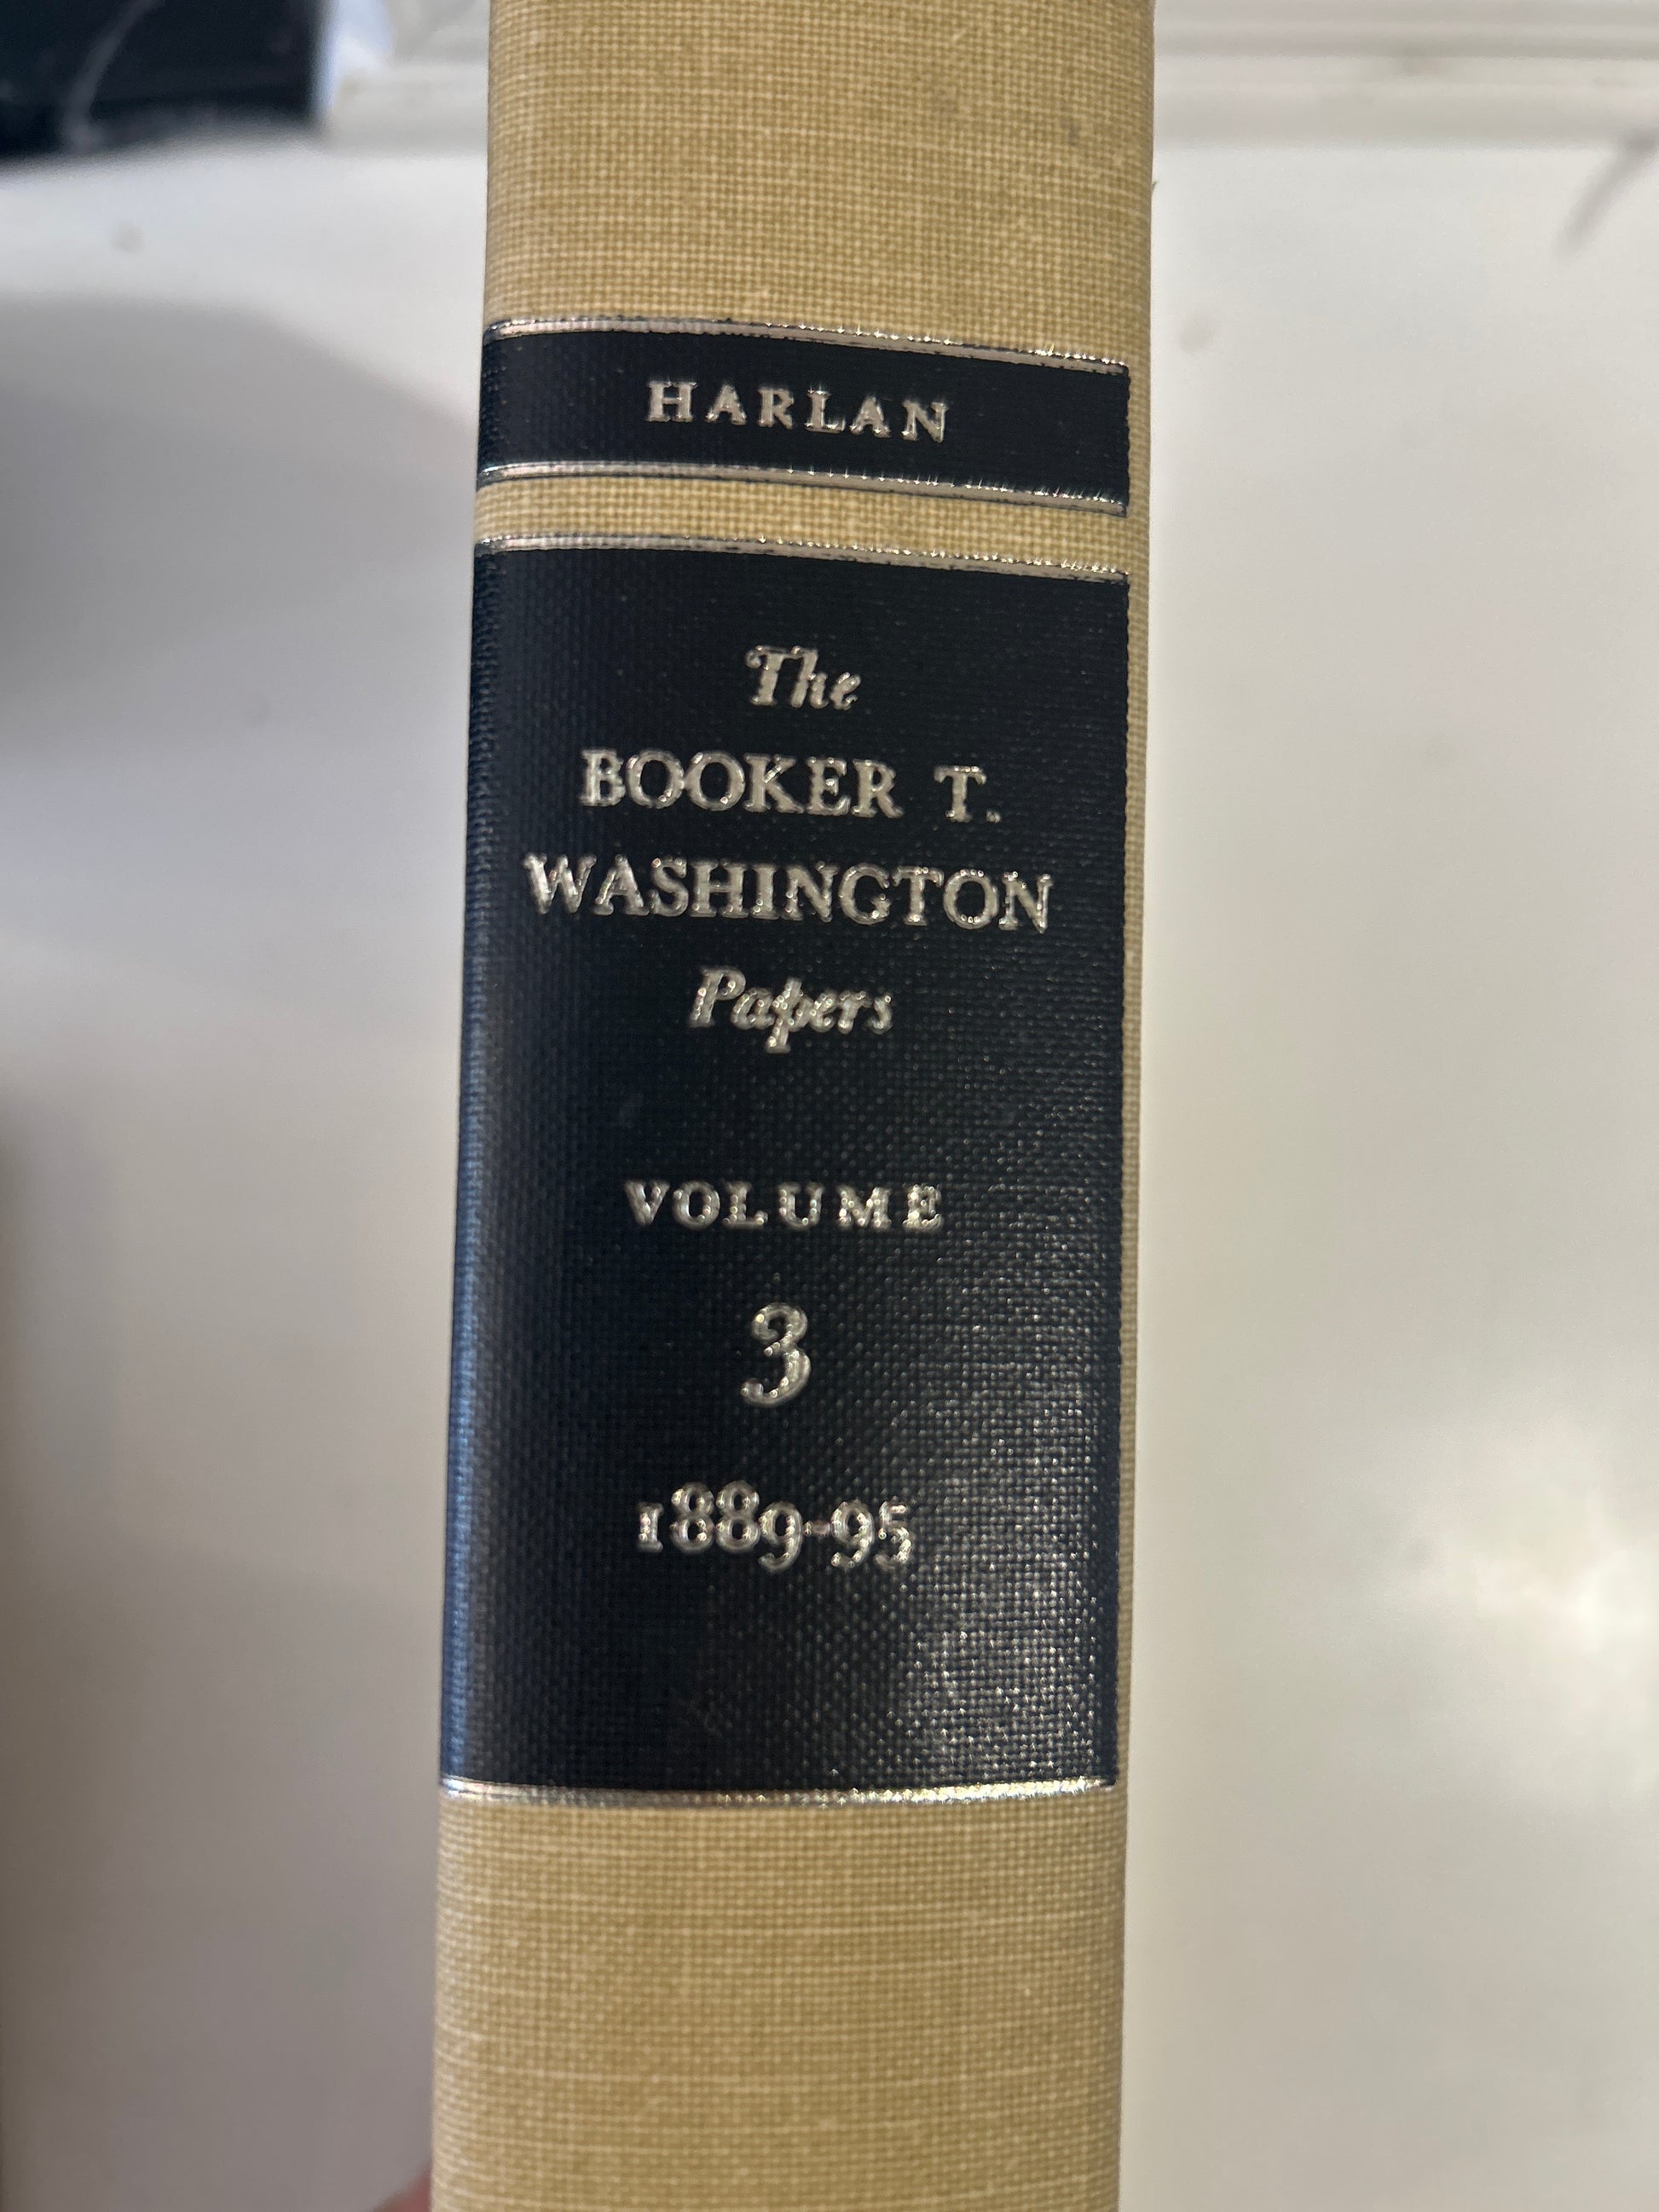 HARLAN
The
BOOKER T.
WASHINGTON
Papers
VOLUME
3
1889-95